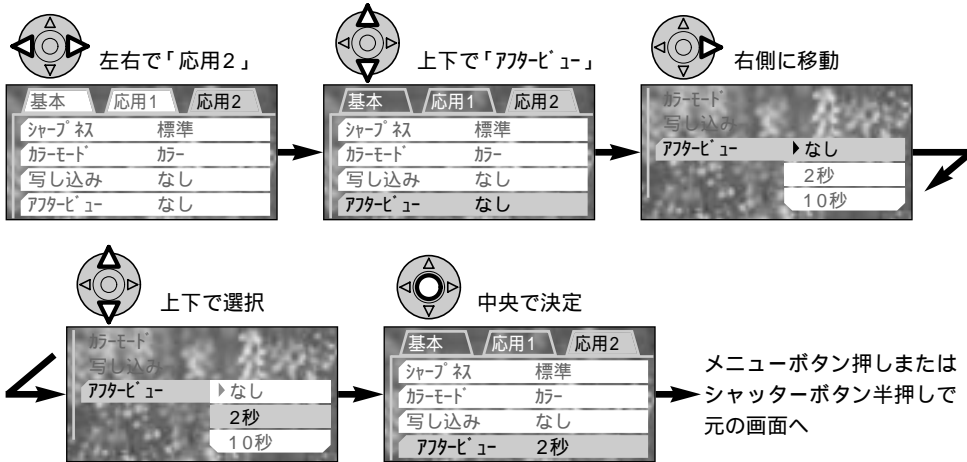 左右で「応用2」
基本 応用1 応用2
ｼｬｰﾌﾟﾈｽ 標準
ｶﾗｰﾓｰﾄﾞ ｶﾗｰ
写し込み なし
ｱﾌﾀｰﾋﾞｭｰ なし
上下で「ｱﾌﾀｰﾋﾞｭｰ」
基本 応用1 応用2
ｼｬｰﾌﾟﾈｽ 標準
ｶﾗｰﾓｰﾄﾞ ｶﾗｰ
写し込み なし
ｱﾌﾀｰﾋﾞｭｰ なし
右側に移動
ｶﾗｰﾓｰﾄﾞ
写し込み
ｱﾌﾀｰﾋﾞｭｰ なし
2秒
10秒
上下で選択
ｶﾗｰﾓｰﾄﾞ
写し込み
ｱﾌﾀｰﾋﾞｭｰ なし
2秒
10秒
中央で決定
基本 応用1 応用2
ｼｬｰﾌﾟﾈｽ 標準
ｶﾗｰﾓｰﾄﾞ ｶﾗｰ
写し込み なし
ｱﾌﾀｰﾋﾞｭｰ 2秒
メニューボタン押しまたは
シャッターボタン半押しで
元の画面へ